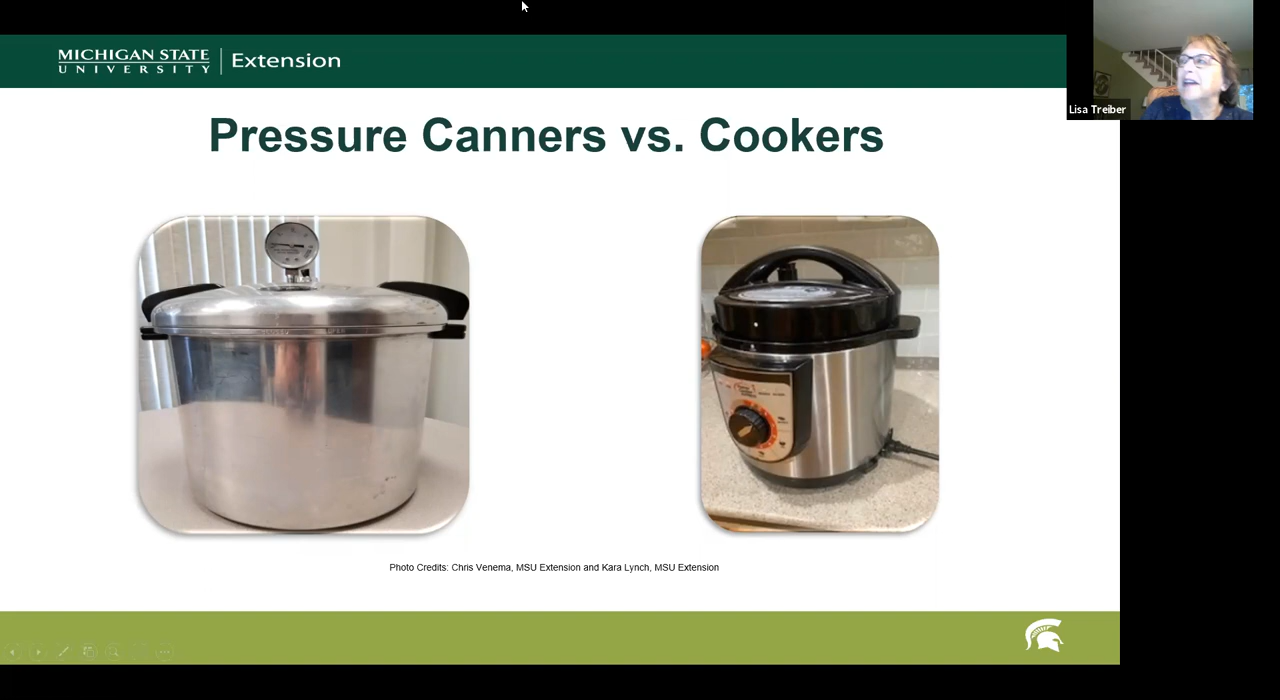 MICHIGAN STATE
UNIVERSITY
Extension
Lisa Treiber
Pressure Canners vs. Cookers
Photo Credits: Chris Venema, MSU Extension and Kara Lynch, MSU Extension